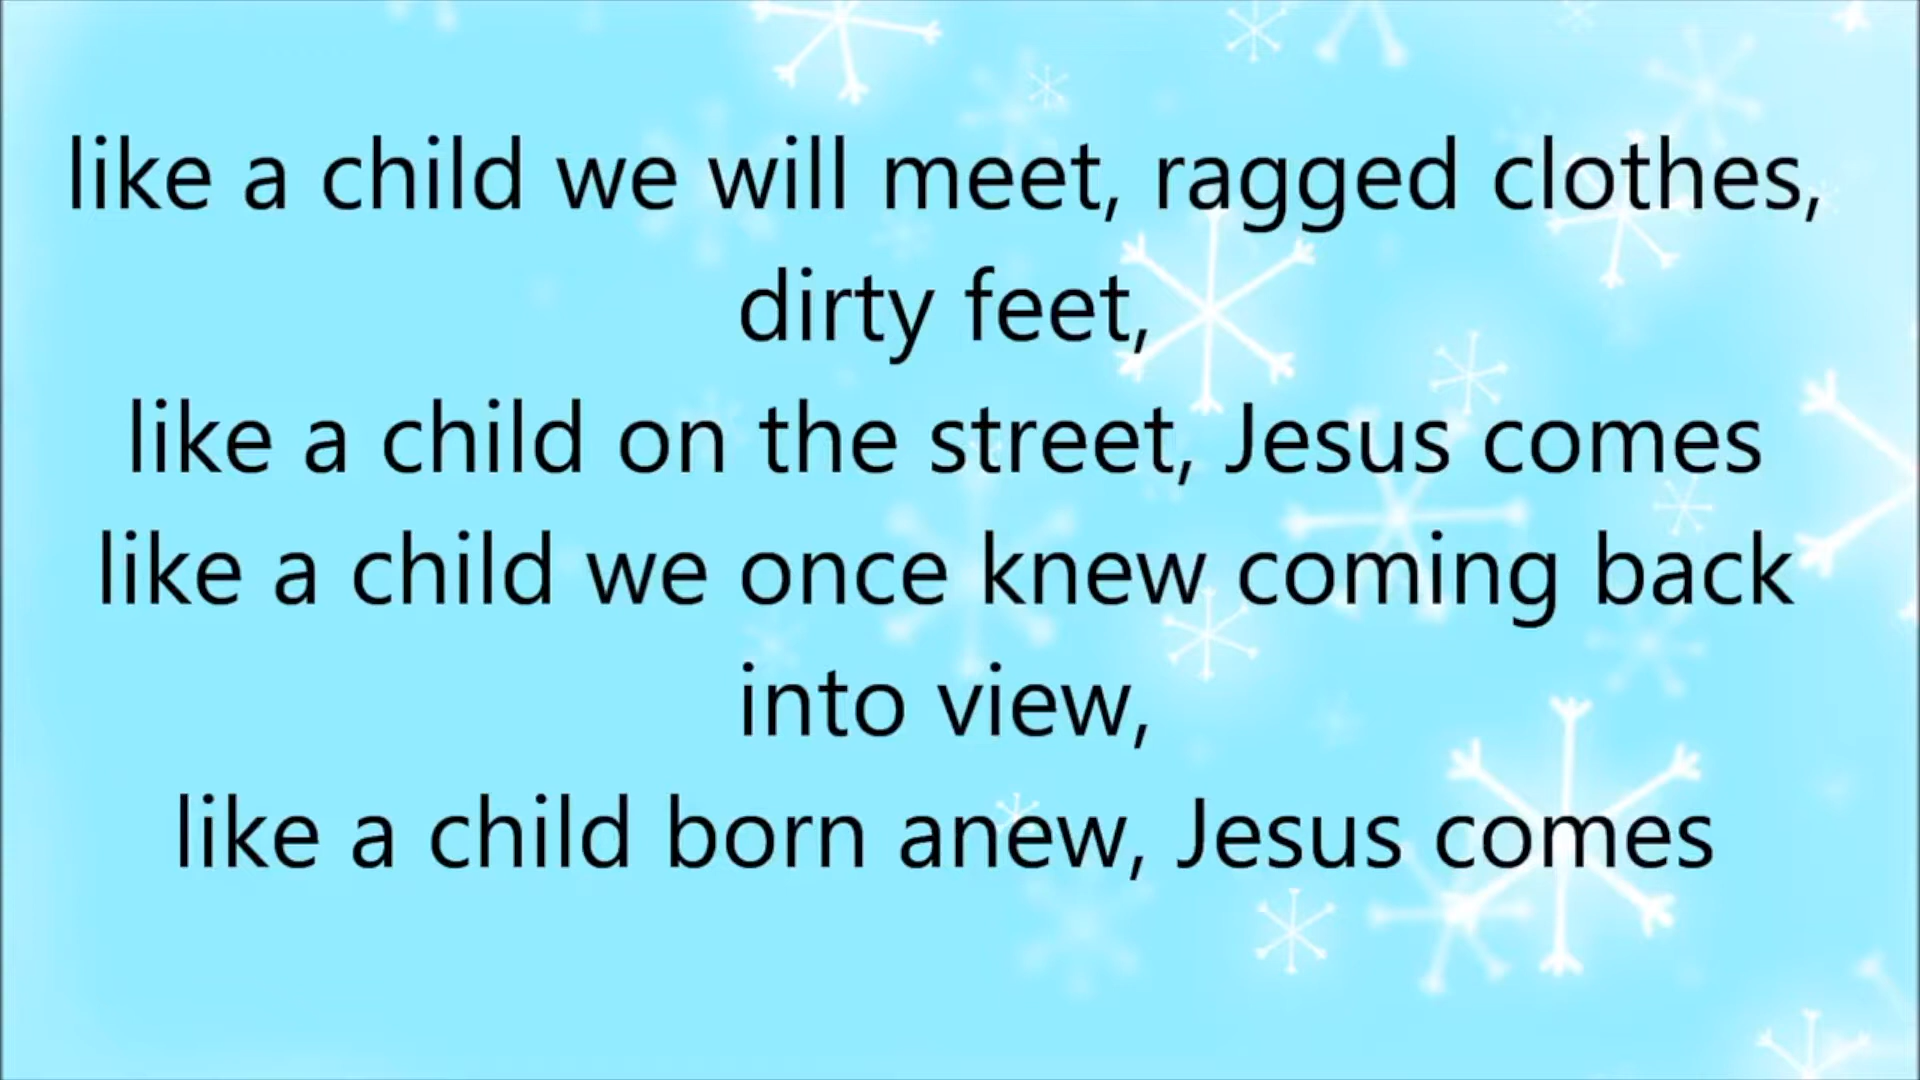 like a child we will meet, ragged clothes,
dirty feet,
like a child on the street, Jesus comes
like a child we once knew coming back
into view,
like a child born anew, Jesus comes